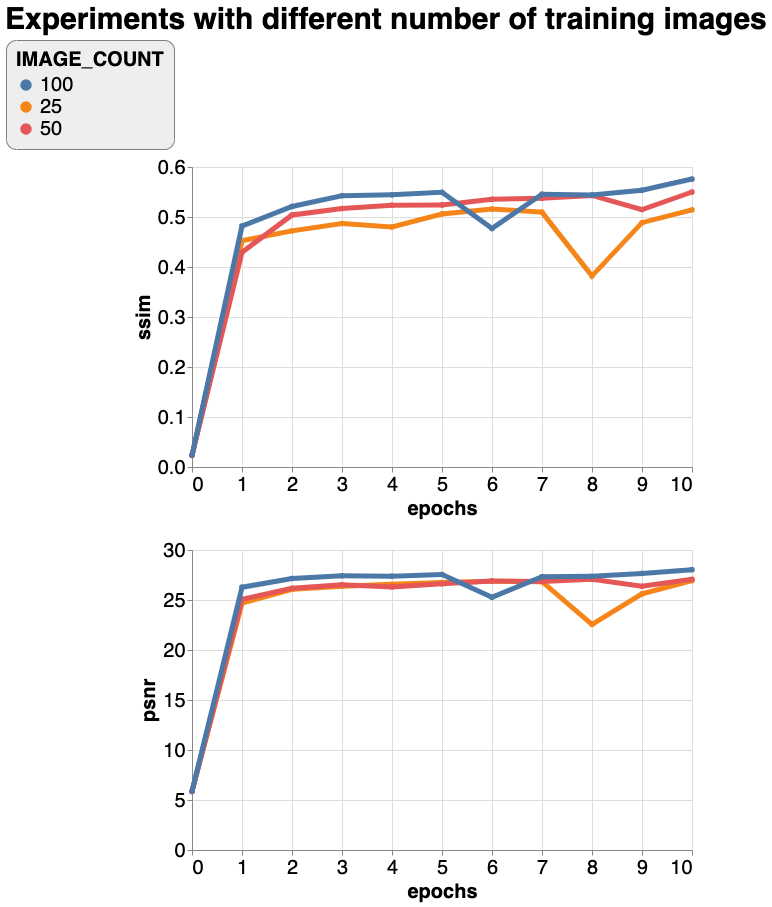 Experiments with different number of training images
IMAGE_COUNT
100
25
50
0.6
0.5
0.4
0.3
0.2
0.1
0.0
ssim
0 1 2 3 4 5 6 7 8 9 10
epochs
30
25
20
15
10
5
0
psnr
0 1 2 3 4 5 6 7 8 9 10
epochs